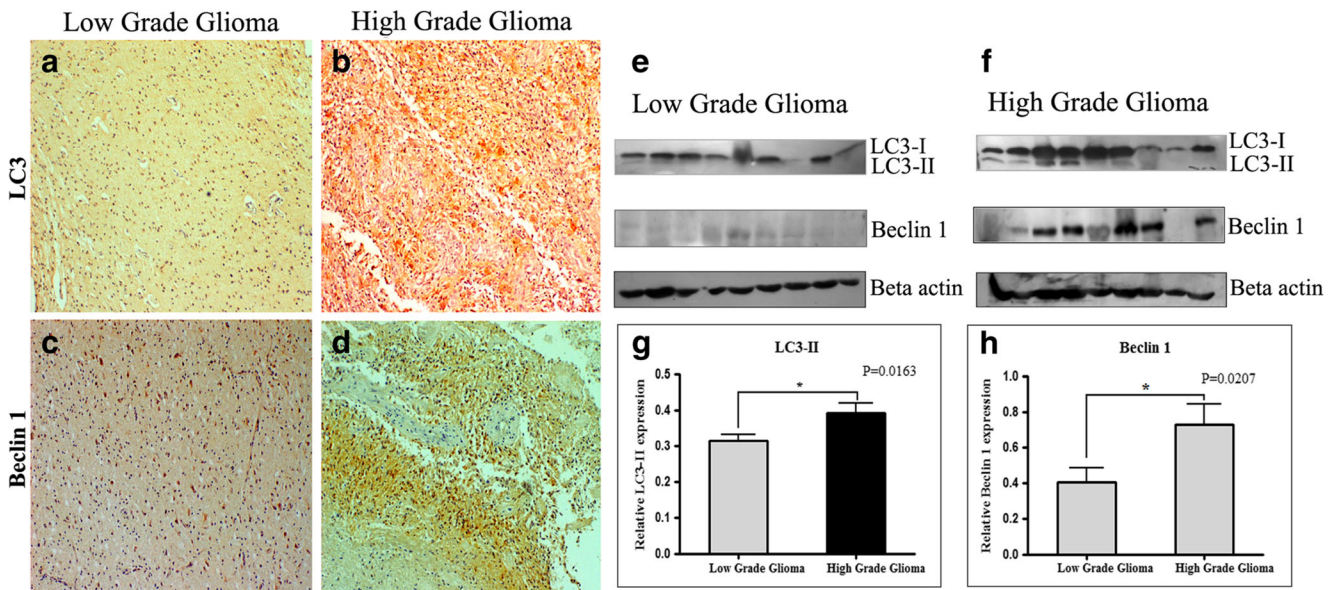 Low Grade Glioma
High Grade Glioma
LC3
Beclin 1
a
b
c
d
e
Low Grade Glioma
LC3-I
LC3-II
Beclin 1
Beta actin
f
High Grade Glioma
LC3-I
LC3-II
Beclin 1
Beta actin
g
LC3-II
P=0.0163
*
Relative LC3-II expression
0.5
0.4
0.3
0.2
0.1
0.0
Low Grade Glioma
High Grade Glioma
h
Beclin 1
P=0.0207
*
Relative Beclin 1 expression
1.0
0.8
0.6
0.4
0.2
0.0
Low Grade Glioma
High Grade Glioma